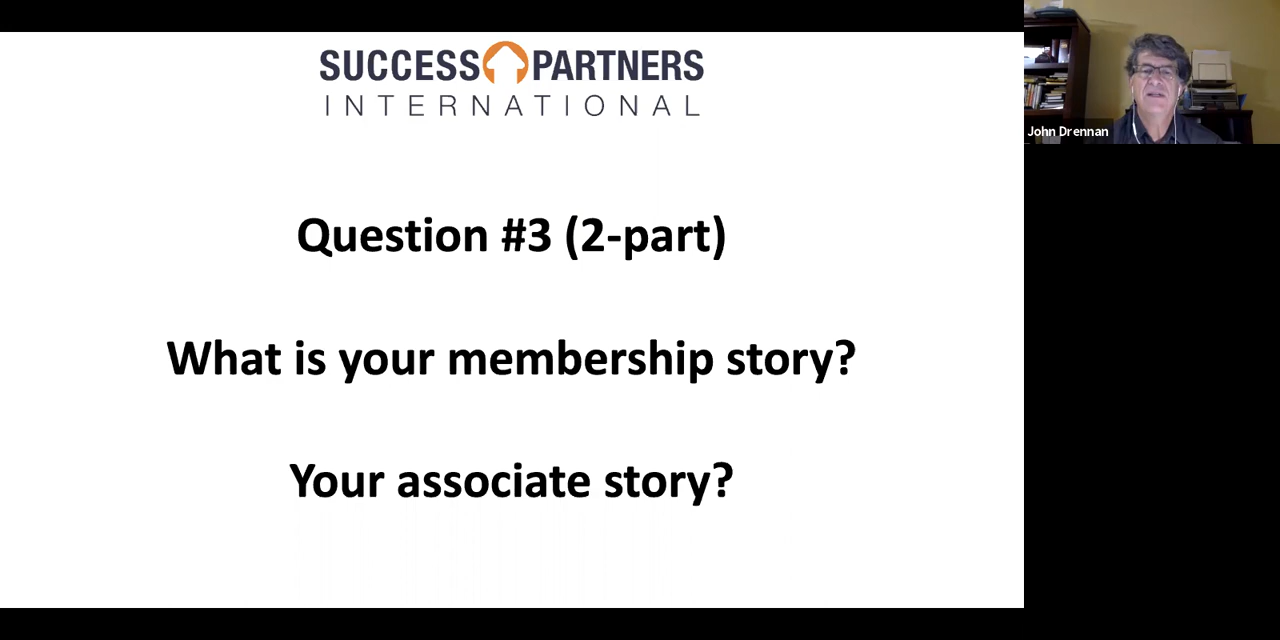 SUCCESS PARTNERS
INTERNATIONAL
Question #3 (2-part)
What is your membership story?
Your associate story?
John Drennan